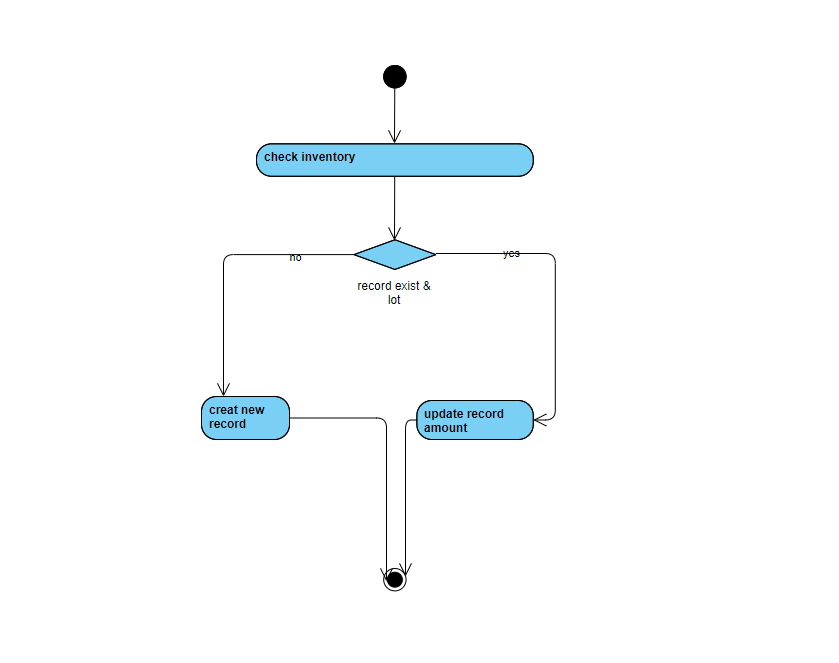 check inventory
no
yes
record exist &
lot
creat new
record
update record
amount